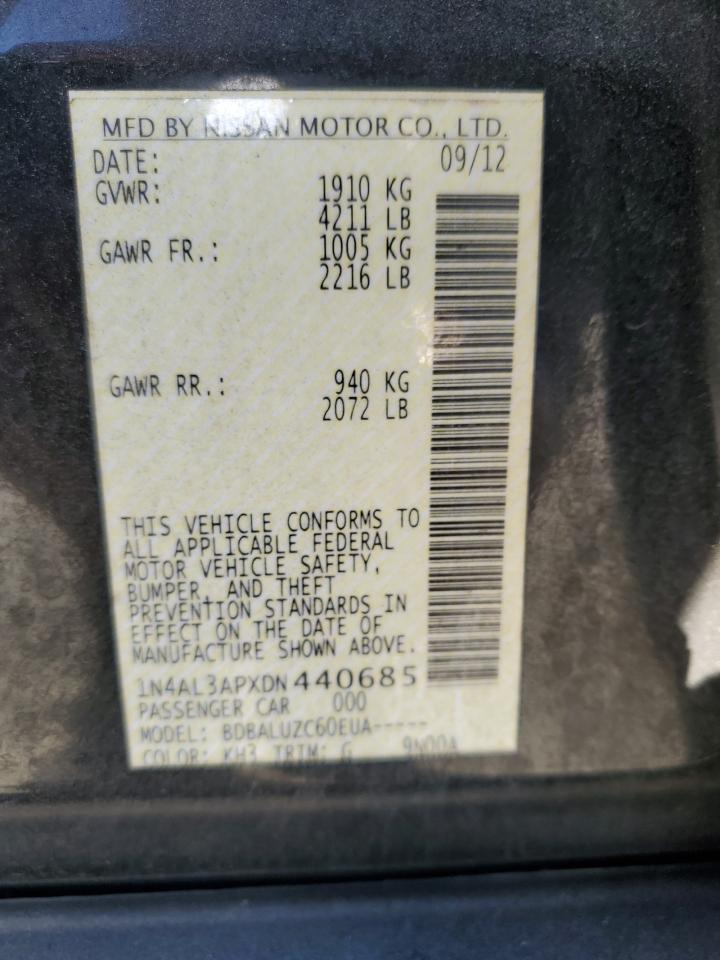 MFD BY NISSAN MOTOR CO., LTD.
DATE: 09/12
GVWR: 1910 KG
4211 LB
GAWR FR.: 1005 KG
2216 LB
GAWR RR.: 940 KG
2072 LB
THIS VEHICLE CONFORMS TO
ALL APPLICABLE FEDERAL
MOTOR VEHICLE SAFETY,
BUMPER, AND THEFT
PREVENTION STANDARDS IN
EFFECT ON THE DATE OF
MANUFACTURE SHOWN ABOVE.
1N4AL3APXDN 440685
PASSENGER CAR 000
MODEL: BDBALUZC60EUA-----
COLOR: KH3 TRIM: G 9N00A